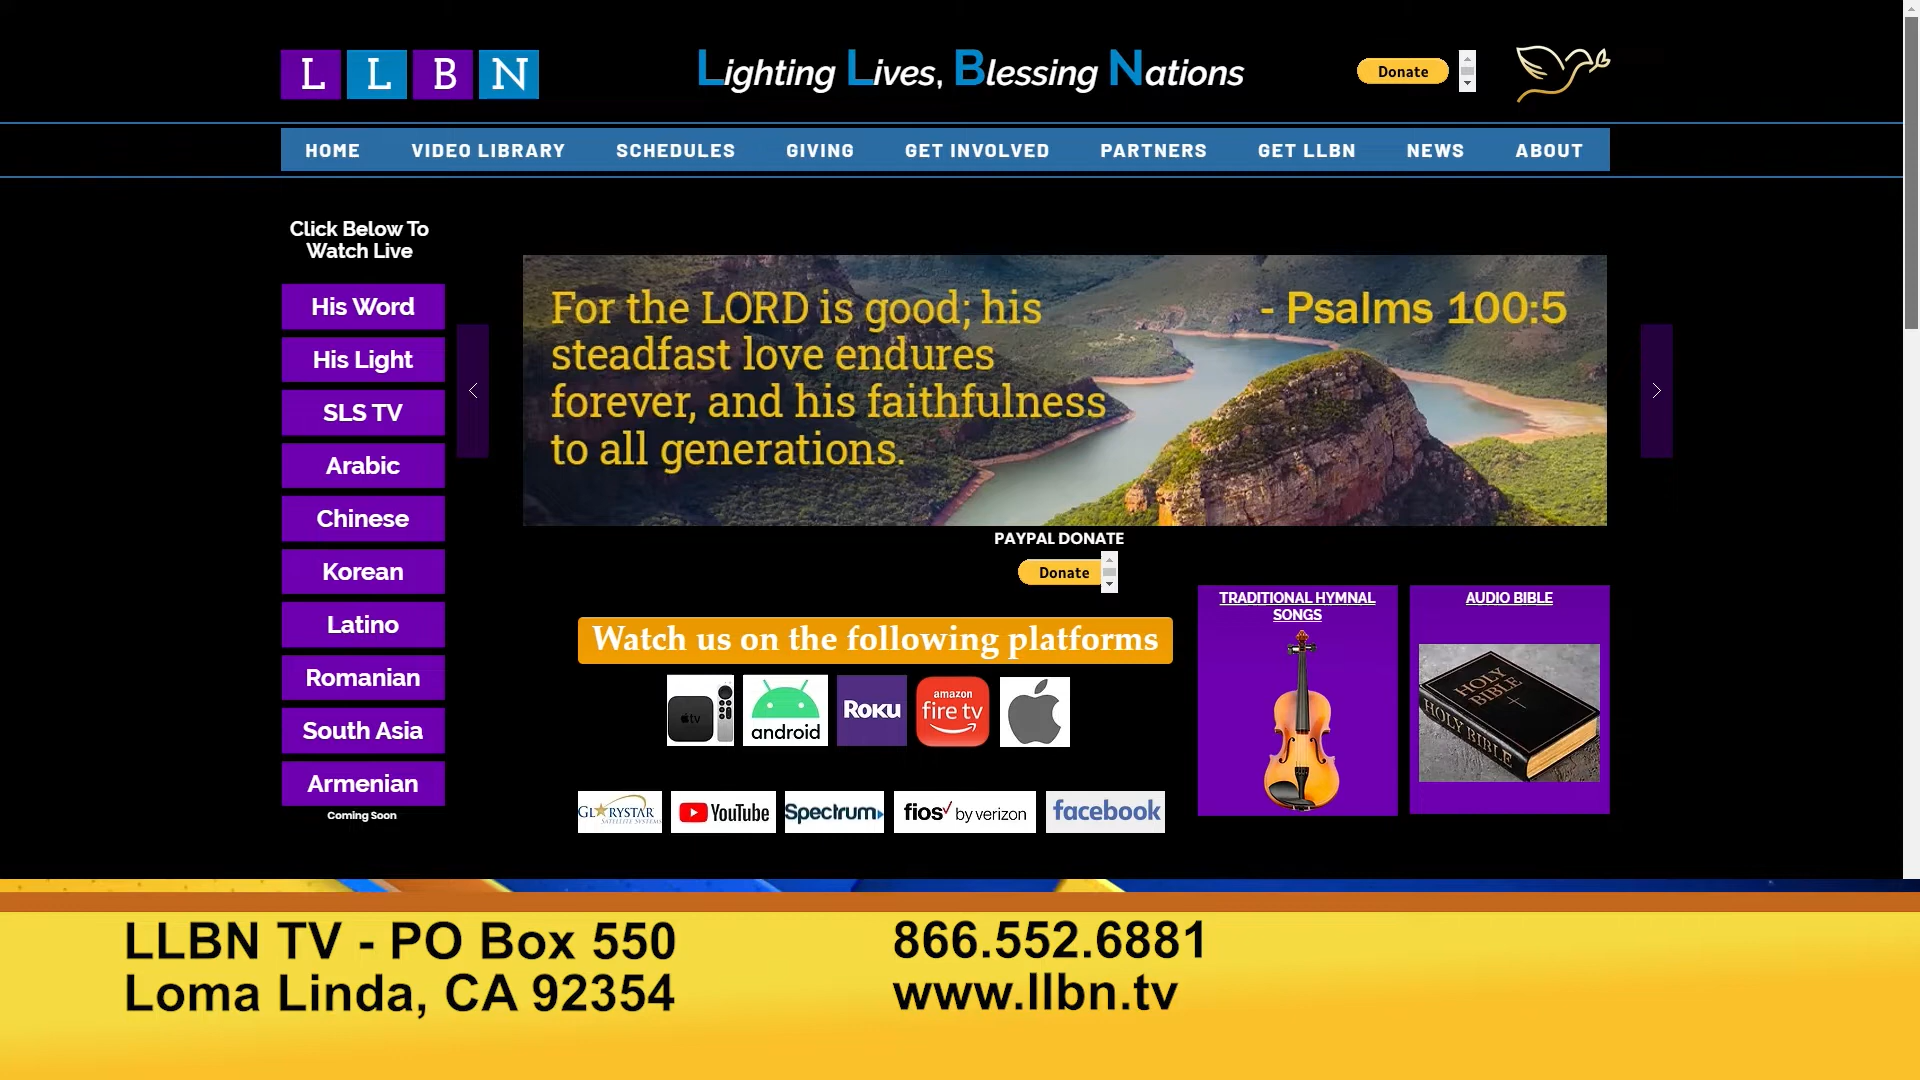 L L B N
Lighting Lives, Blessing Nations
Donate
HOME VIDEO LIBRARY SCHEDULES GIVING GET INVOLVED PARTNERS GET LLBN NEWS ABOUT
Click Below To
Watch Live
His Word
His Light
SLS TV
Arabic
Chinese
Korean
Latino
Romanian
South Asia
Armenian
Coming Soon
For the LORD is good; his
steadfast love endures
forever, and his faithfulness
to all generations.
- Psalms 100:5
PAYPAL DONATE
Donate
Watch us on the following platforms
tv
android
ROKU
amazon
fire tv
GLORYSTAR
SATELLITE SYSTEMS
YouTube
Spectrum
fios by verizon
facebook
TRADITIONAL HYMNAL
SONGS
AUDIO BIBLE
HOLY
BIBLE
HOLY BIBLE
LLBN TV - PO Box 550
Loma Linda, CA 92354
866.552.6881
www.llbn.tv